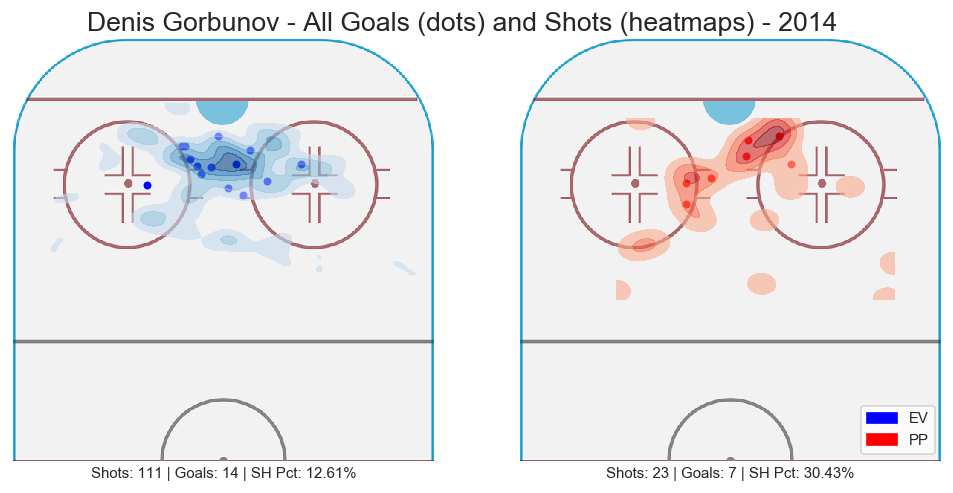 Denis Gorbunov - All Goals (dots) and Shots (heatmaps) - 2014
EV
PP
Shots: 111 | Goals: 14 | SH Pct: 12.61%
Shots: 23 | Goals: 7 | SH Pct: 30.43%